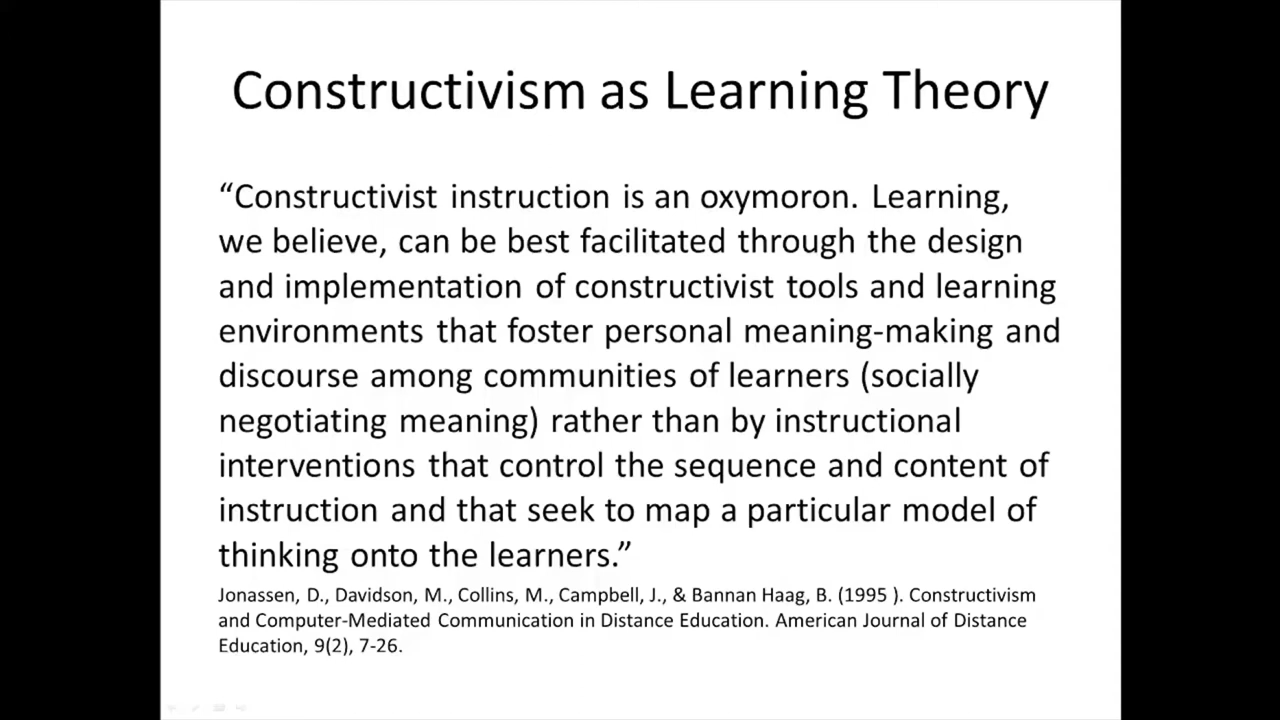 Constructivism as Learning Theory
“Constructivist instruction is an oxymoron. Learning,
we believe, can be best facilitated through the design
and implementation of constructivist tools and learning
environments that foster personal meaning-making and
discourse among communities of learners (socially
negotiating meaning) rather than by instructional
interventions that control the sequence and content of
instruction and that seek to map a particular model of
thinking onto the learners.”
Jonassen, D., Davidson, M., Collins, M., Campbell, J., & Bannan Haag, B. (1995 ). Constructivism
and Computer-Mediated Communication in Distance Education. American Journal of Distance
Education, 9(2), 7-26.